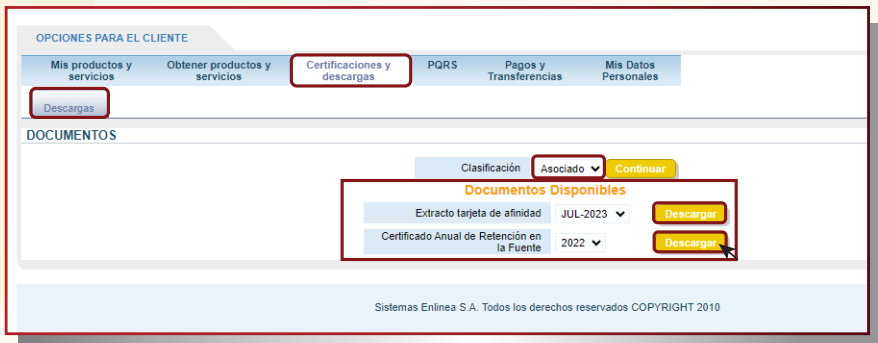 OPCIONES PARA EL CLIENTE
Mis productos y servicios
Obtener productos y servicios
Certificaciones y descargas
PQRS
Pagos y Transferencias
Mis Datos Personales
Descargas
DOCUMENTOS
Clasificación Asociado Continuar
Documentos Disponibles
Extracto tarjeta de afinidad JUL-2023 Descargar
Certificado Anual de Retención en
la Fuente 2022 Descargar
Sistemas Enlinea S.A. Todos los derechos reservados COPYRIGHT 2010